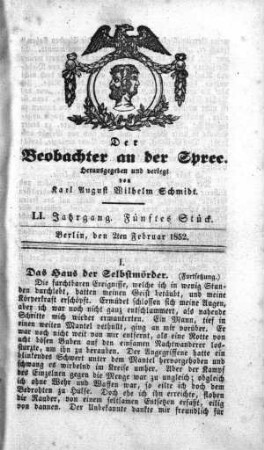 Der
Beobachter an der Spree.
Herausgegeben und verlegt
von
Karl August Wilhelm Schmidt.
LI. Jahrgang. Fünftes Stück.
Berlin, den 2ten Februar 1852.
I.
Das Haus der Selbstmörder. (Fortsetzung.)
Die furchtbaren Ereignisse, welche ich in wenig Stun-
den durchlebt, hatten meinen Geist betäubt, und meine
Körperkraft erschöpft. Ermüdet schlossen sich meine Augen,
aber ich war noch nicht ganz entschlummert, als nahende
Schritte mich wieder ermunterten. Ein Mann, tief in
einen weiten Mantel verhüllt, ging an mir vorüber. Er
war noch nicht weit von mir entfernt, als eine Rotte von
acht bösen Buben auf den einsamen Nachtwanderer los-
stürzte, um ihn zu berauben. Der Angegriffene hatte ein
blinkendes Schwert unter dem Mantel hervorgehoben und
schwang es wirbelnd im Kreise umher. Aber der Kampf
des Einzelnen gegen die Menge war zu ungleich; obgleich
ich ohne Wehr und Waffen war, so eilte ich doch dem
Bedrohten zu Hülfe. Doch ehe ich ihn erreichte, flohen
die Räuber, von einem seltsamen Entsetzen erfaßt, eilig
von dannen. Der Unbekannte dankte mir freundlich für